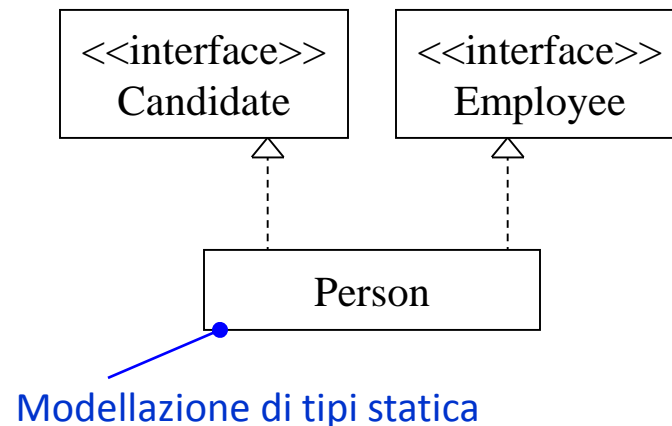 <<interface>>
Candidate
<<interface>>
Employee
Person
Modellazione di tipi statica